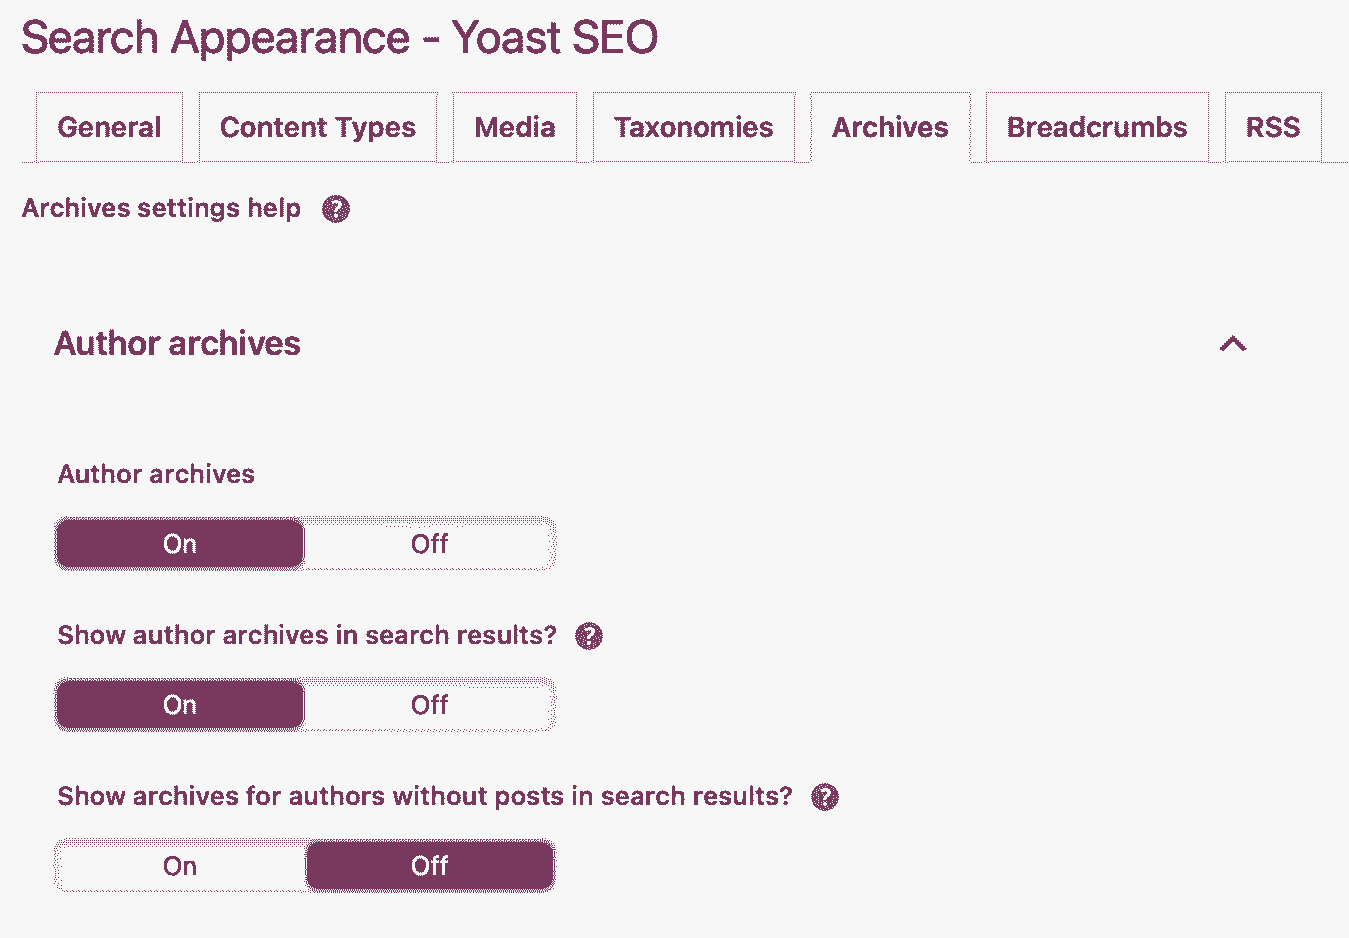 Search Appearance - Yoast SEO
General Content Types Media Taxonomies Archives Breadcrumbs RSS
Archives settings help ?
Author archives
Author archives
On Off
Show author archives in search results? ?
On Off
Show archives for authors without posts in search results? ?
On Off